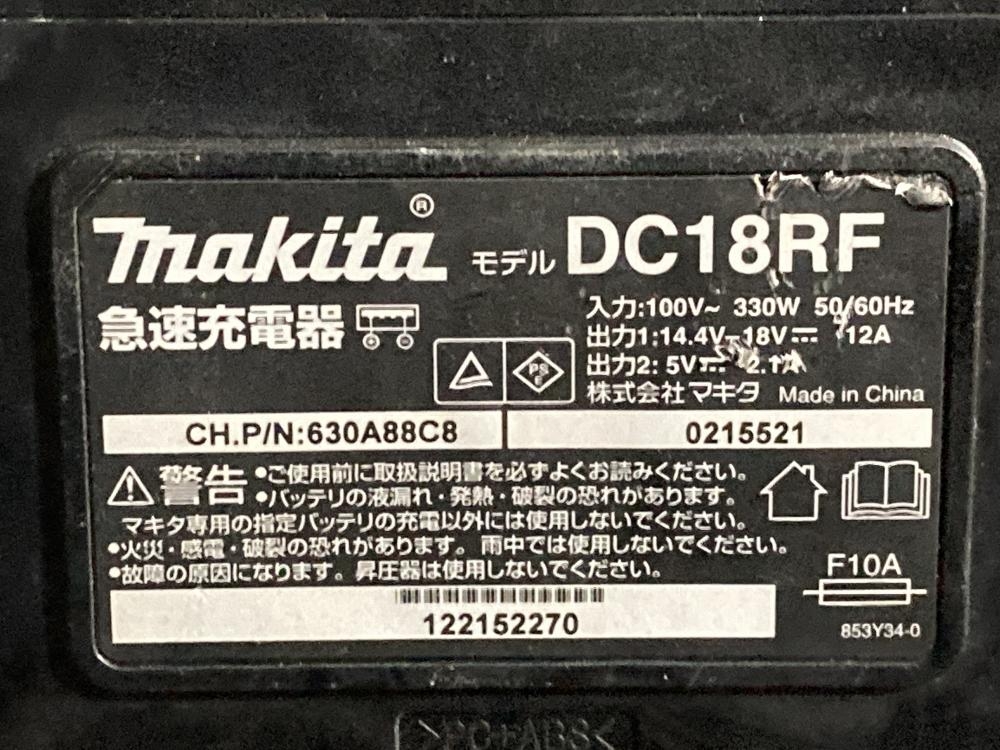 makita® モデル DC18RF
急速充電器
入力:100V~ 330W 50/60Hz
出力1:14.4V-18V⎓ 12A
出力2: 5V⎓ 2.1A
PS
E
株式会社マキタ Made in China
CH.P/N:630A88C8 0215521
⚠警告 •ご使用前に取扱説明書を必ずよくお読みください。
•バッテリの液漏れ・発熱・破裂の恐れがあります。
マキタ専用の指定バッテリの充電以外には使用しないでください。
•火災・感電・破裂の恐れがあります。雨中では使用しないでください。
•故障の原因になります。昇圧器は使用しないでください。
F10A
122152270
853Y34-0
>PC+ABS<